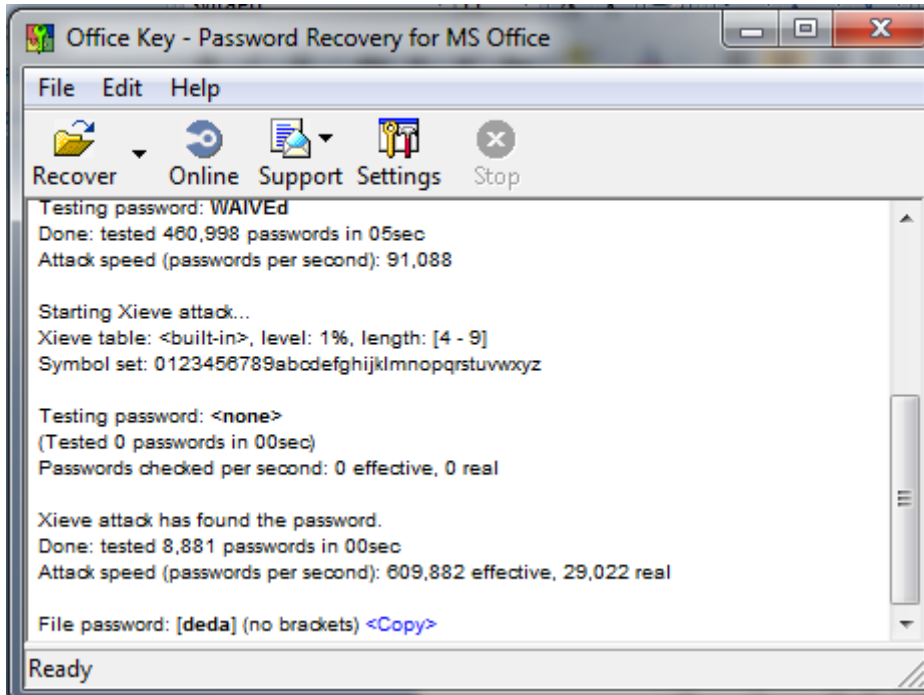 Office Key - Password Recovery for MS Office
File Edit Help
Recover Online Support Settings Stop
Testing password: WAIVEd
Done: tested 460,998 passwords in 05sec
Attack speed (passwords per second): 91,088
Starting Xieve attack...
Xieve table: <built-in>, level: 1%, length: [4 - 9]
Symbol set: 0123456789abcdefghijklmnopqrstuvwxyz
Testing password: <none>
(Tested 0 passwords in 00sec)
Passwords checked per second: 0 effective, 0 real
Xieve attack has found the password.
Done: tested 8,881 passwords in 00sec
Attack speed (passwords per second): 609,882 effective, 29,022 real
File password: [deda] (no brackets) <Copy>
Ready